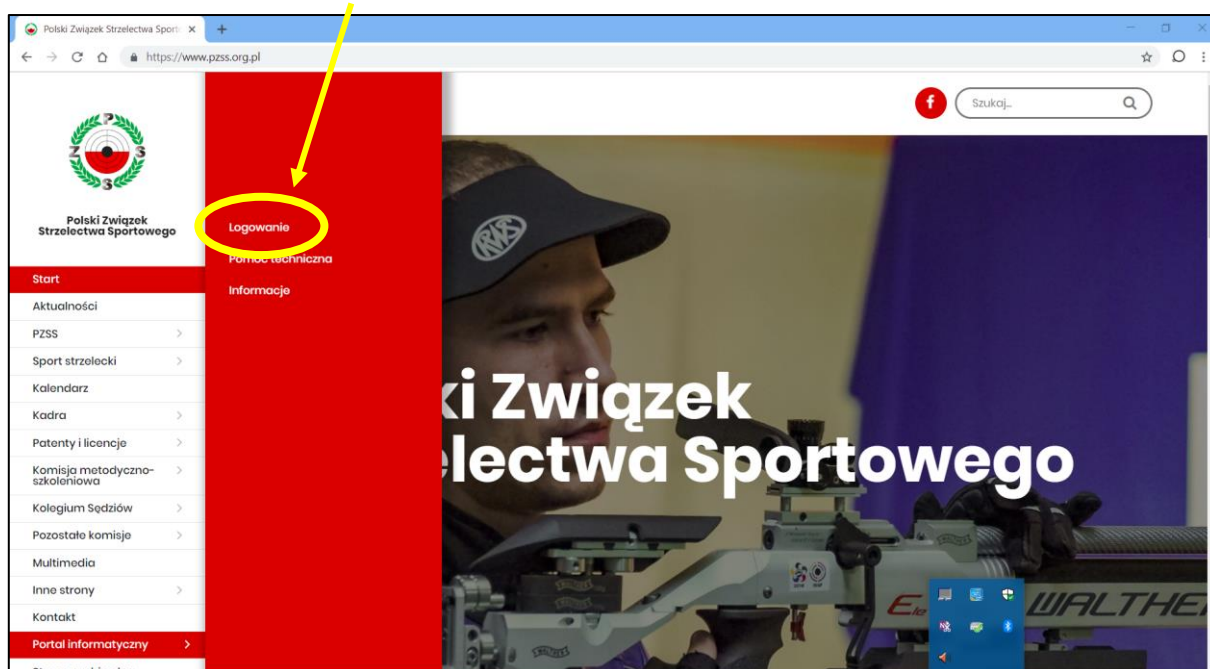 Polski Związek Strzelectwa Sport
https://www.pzss.org.pl
P
Z S
S
Polski Związek
Strzelectwa Sportowego
Start
Aktualności
PZSS
Sport strzelecki
Kalendarz
Kadra
Patenty i licencje
Komisja metodyczno-
szkoleniowa
Kolegium Sędziów
Pozostałe komisje
Multimedia
Inne strony
Kontakt
Portal informatyczny
Logowanie
Pomoc techniczna
Informacje
f
Szukaj...
RWS
ki Związek
electwa Sportowego
WALTHER
WALTHE